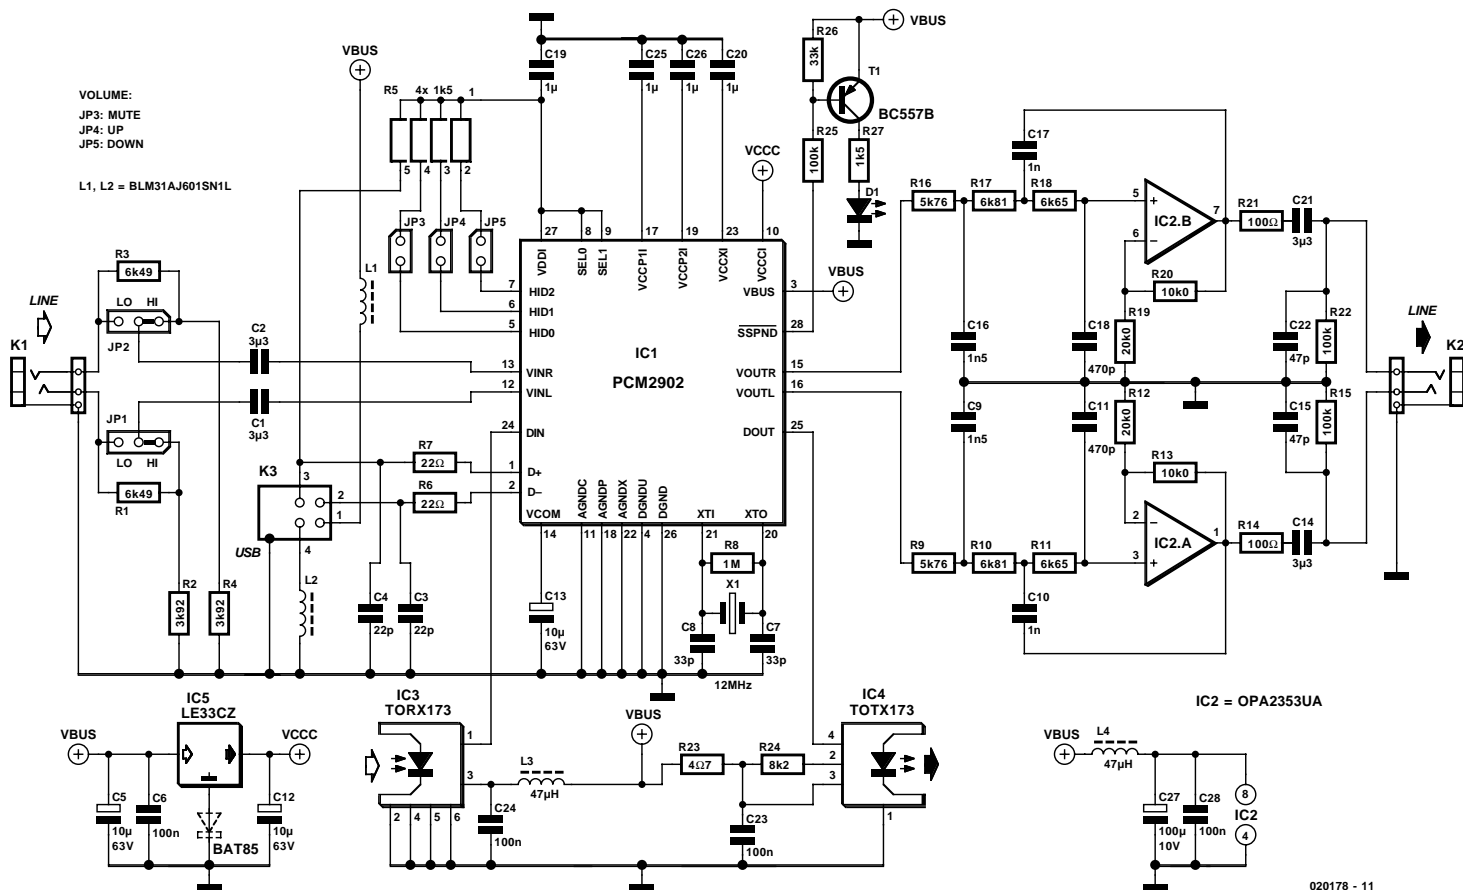 VOLUME:
JP3: MUTE
JP4: UP
JP5: DOWN
L1, L2 = BLM31AJ601SN1L
VBUS
R5 4x 1k5 1
5 4 3 2
JP3 JP4 JP5
L1
C19
1µ
C25
1µ
C26
1µ
C20
1µ
R26
33k
VBUS
T1
BC557B
R25
100k
R27
1k5
D1
VCCC
VBUS
LINE
K1
R3
6k49
LO HI
JP2
C2
3µ3
C1
3µ3
JP1
LO HI
6k49
R1
K3
3
2
1
4
USB
R7
22Ω
R6
22Ω
R2
3k92
R4
3k92
L2
C4
22p
C3
22p
27 8 9 17 19 23 10
VDDI SEL0 SEL1 VCCP1I VCCP2I VCCXI VCCCI
7 HID2
6 HID1
5 HID0
13 VINR
12 VINL
24 DIN
1 D+
2 D–
VBUS 3
SSPND 28
VOUTR 15
VOUTL 16
DOUT 25
IC1
PCM2902
VCOM AGNDC AGNDP AGNDX DGNDU DGND XTI XTO
14 11 18 22 4 26 21 20
C13
10µ
63V
R8
1M
X1
C8
33p
C7
33p
12MHz
R16
5k76
R17
6k81
R18
6k65
C17
1n
5 +
6 –
7
IC2.B
R21
100Ω
C21
3µ3
R20
10k0
R19
20k0
C16
1n5
C18
470p
C22
47p
R22
100k
LINE
K2
C9
1n5
C11
470p
R12
20k0
C15
47p
R15
100k
R13
10k0
2 –
3 +
1
IC2.A
R14
100Ω
C14
3µ3
R9
5k76
R10
6k81
R11
6k65
C10
1n
IC2 = OPA2353UA
IC5
LE33CZ
VBUS
VCCC
C5
10µ
63V
C6
100n
BAT85
C12
10µ
63V
IC3
TORX173
1
3
2 4 5 6
L3
47µH
C24
100n
VBUS
R23
4Ω7
R24
8k2
C23
100n
IC4
TOTX173
4
2
3
1
VBUS
L4
47µH
C27
100µ
10V
C28
100n
8
IC2
4
020178 - 11